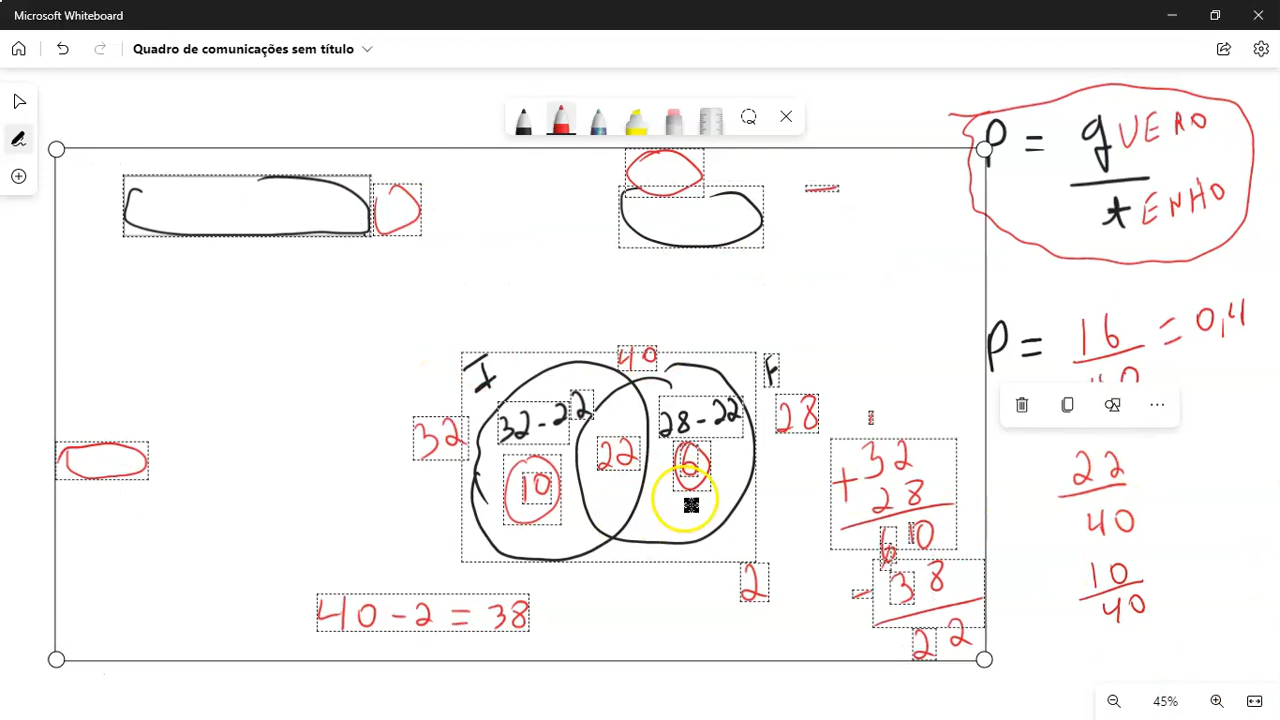 Microsoft Whiteboard
Quadro de comunicações sem título
P = qUERO
tENHO
P = 16 = 0,4
40
I
40
F
32
32-22
28-22
28
22
10
6
+32
28
60
- 38
22
2
40 - 2 = 38
22
40
10
40
45%